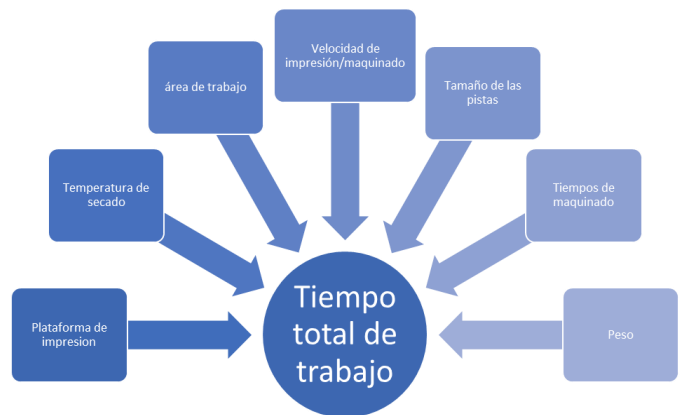 Velocidad de
impresión/maquinado
área de trabajo
Tamaño de las
pistas
Temperatura de
secado
Tiempos de
maquinado
Plataforma de
impresion
Tiempo
total de
trabajo
Peso